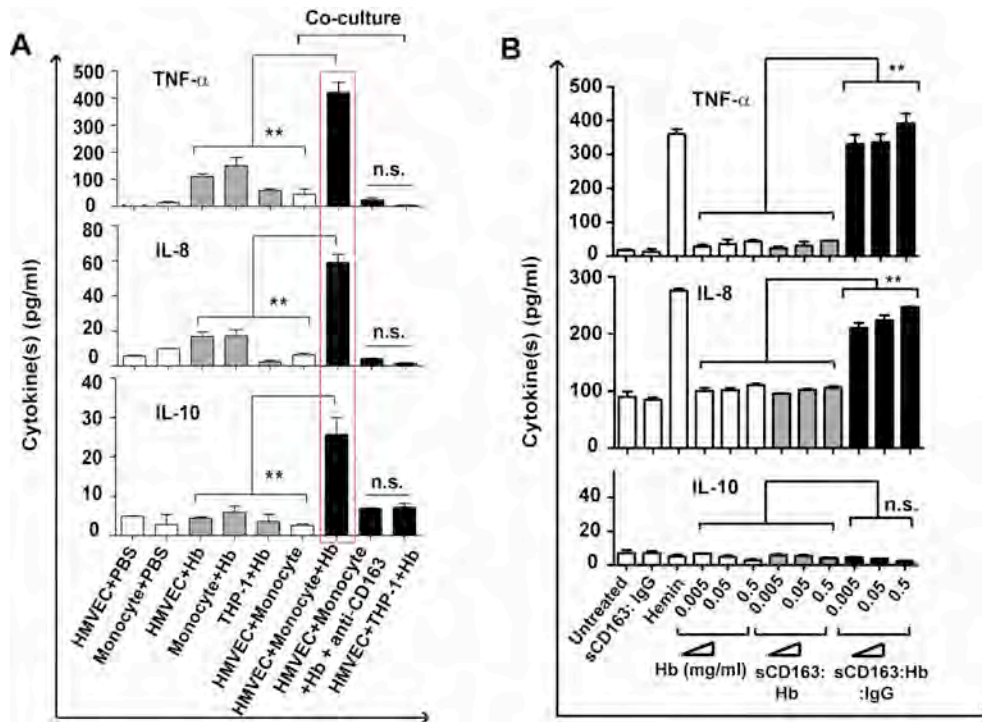 A
Co-culture
Cytokine(s) (pg/ml)
TNF-α
500
400
300
200
100
0
**
n.s.
IL-8
80
60
40
20
0
**
n.s.
IL-10
40
30
20
10
0
**
n.s.
HMVEC+PBS
Monocyte+PBS
HMVEC+Hb
Monocyte+Hb
THP-1+Hb
HMVEC+Monocyte
HMVEC+Monocyte+Hb
HMVEC+Monocyte
+Hb + anti-CD163
HMVEC+THP-1+Hb
B
Cytokine(s) (pg/ml)
TNF-α
500
400
300
200
100
0
**
IL-8
300
200
100
0
**
IL-10
40
20
0
n.s.
Untreated
sCD163: IgG
Hemin
0.005
0.05
0.5
0.005
0.05
0.5
0.005
0.05
0.5
Hb (mg/ml)
sCD163:
Hb
sCD163:Hb
:IgG